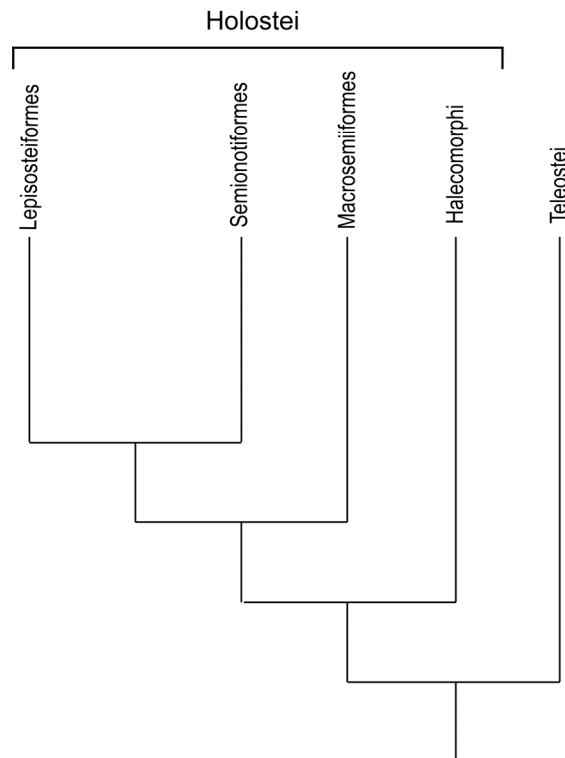 Holostei
Lepisosteiformes
Semionotiformes
Macrosemiiformes
Halecomorphi
Teleostei